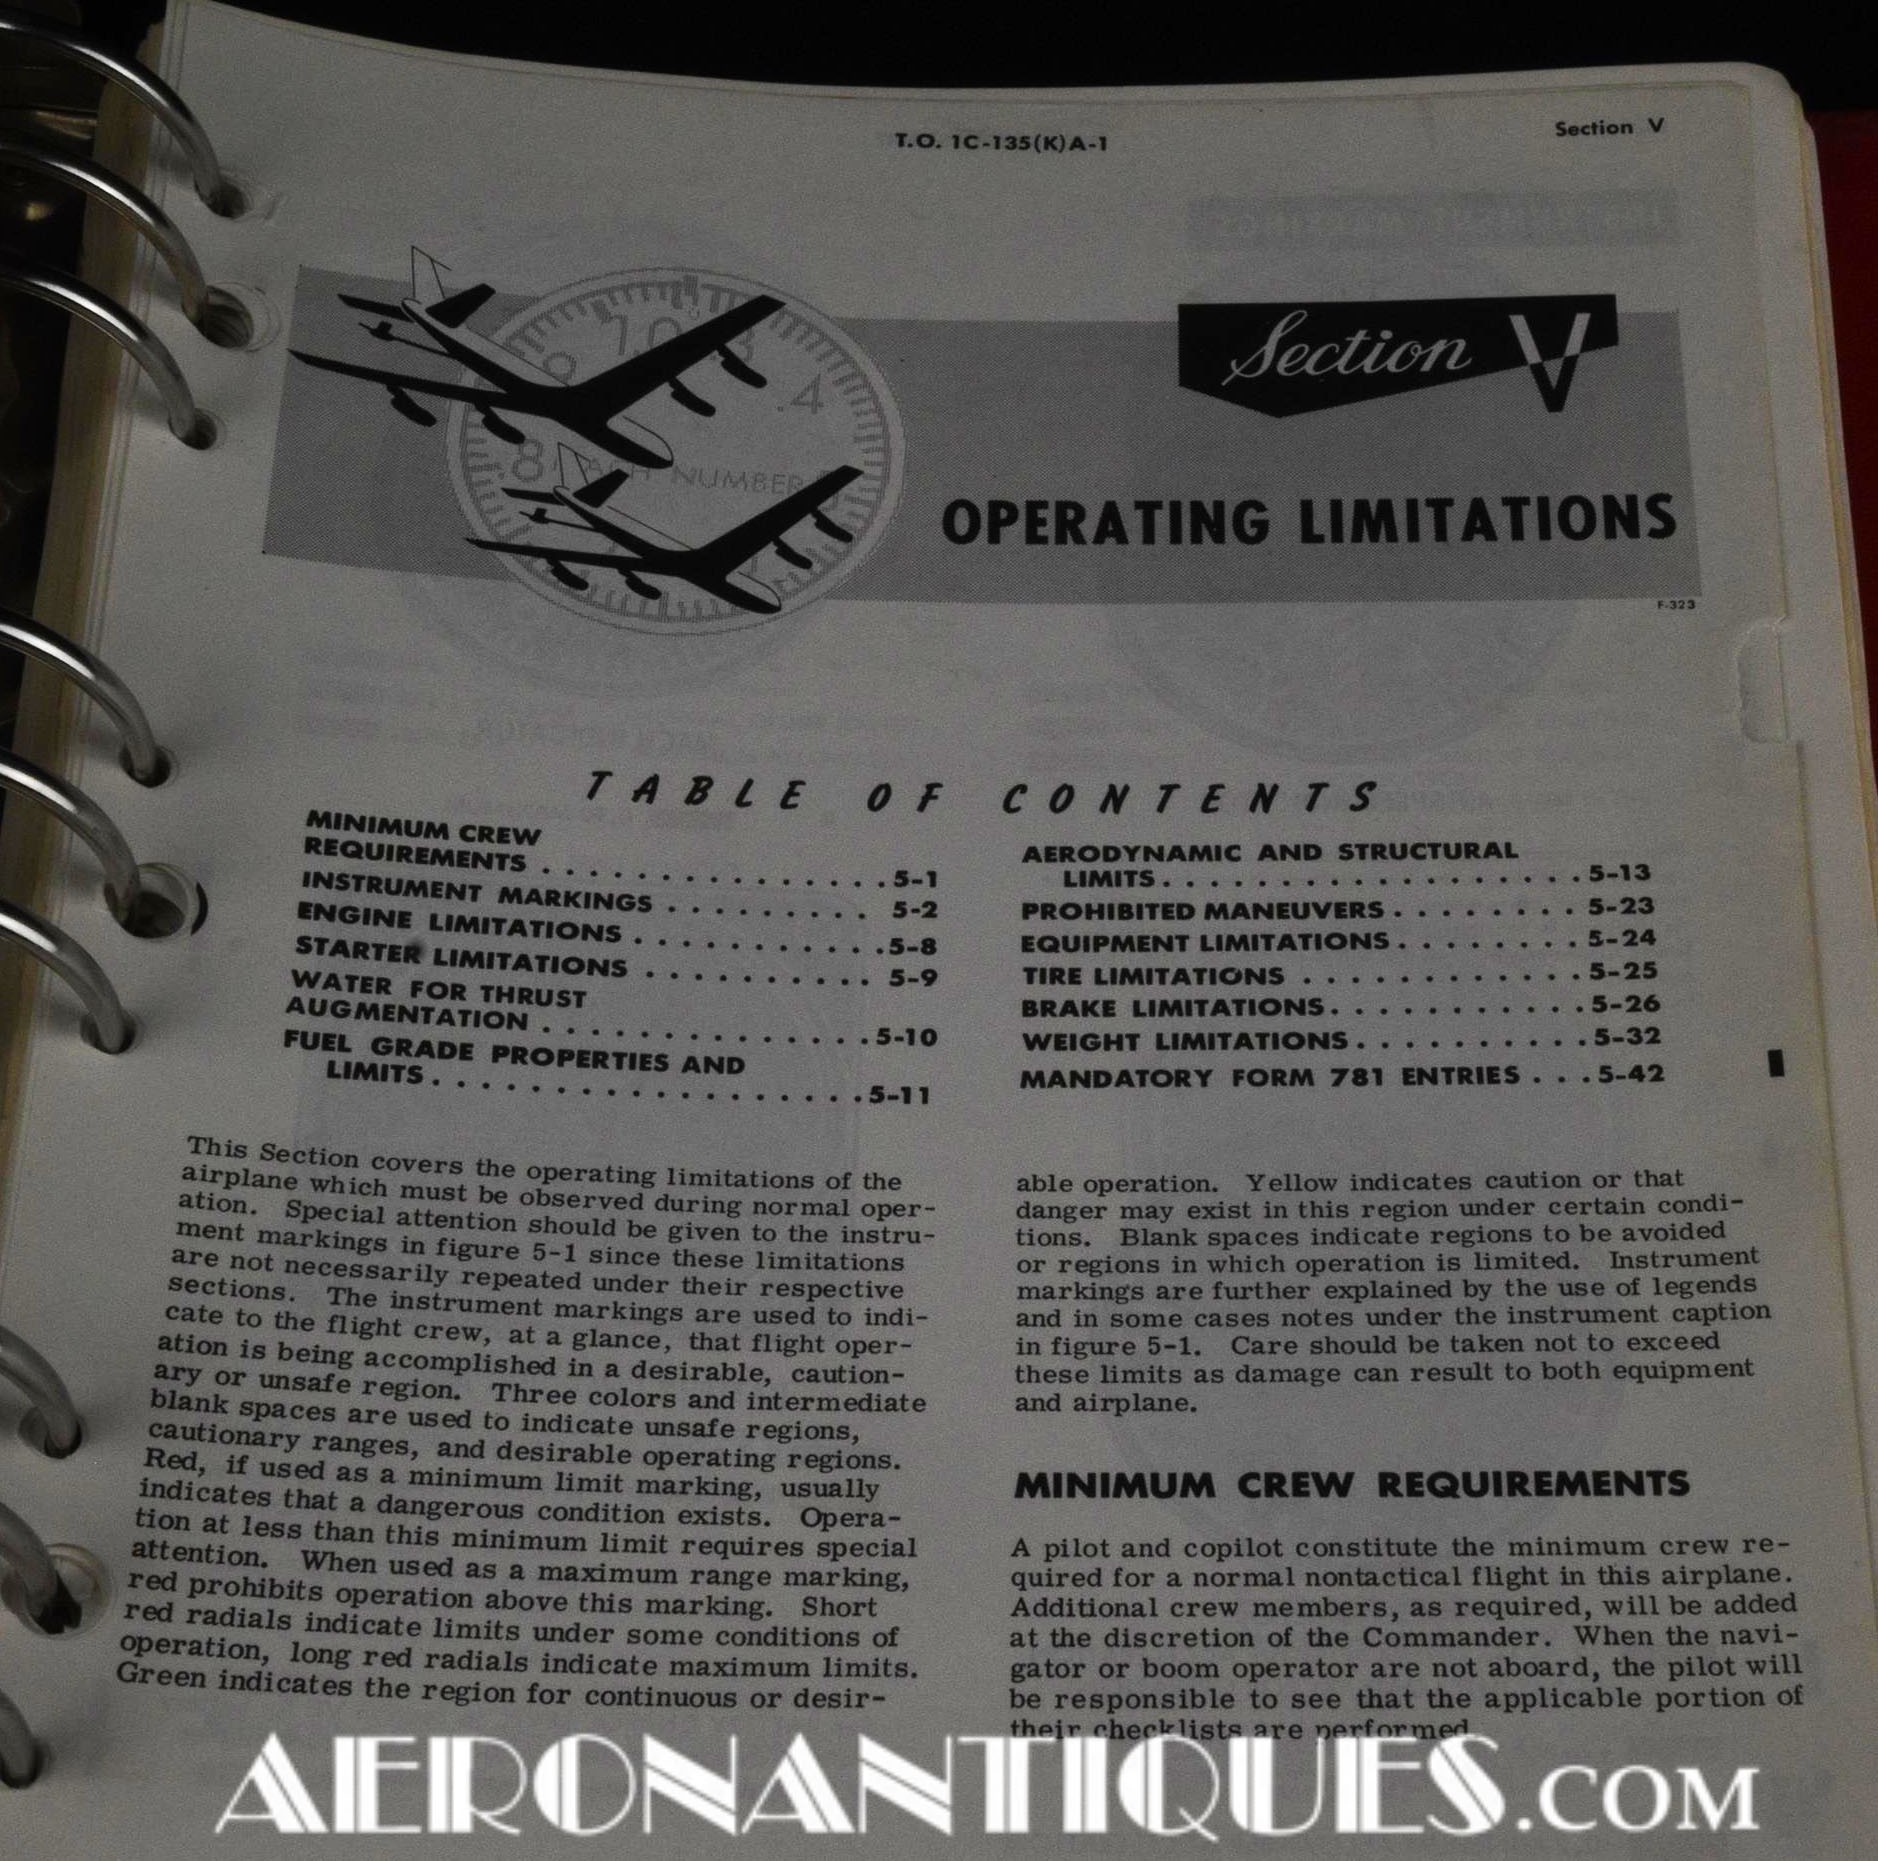 T.O. 1C-135(K)A-1
Section V
Section V
OPERATING LIMITATIONS
1.0
.4
.8
MACH NUMBER
F-323
TABLE OF CONTENTS
MINIMUM CREW
REQUIREMENTS . . . . . . . . . . . . . . . 5-1
INSTRUMENT MARKINGS . . . . . . . . . 5-2
ENGINE LIMITATIONS . . . . . . . . . . . 5-8
STARTER LIMITATIONS . . . . . . . . . . 5-9
WATER FOR THRUST
AUGMENTATION . . . . . . . . . . . . . . 5-10
FUEL GRADE PROPERTIES AND
LIMITS . . . . . . . . . . . . . . . . . . 5-11
AERODYNAMIC AND STRUCTURAL
LIMITS . . . . . . . . . . . . . . . . . . 5-13
PROHIBITED MANEUVERS . . . . . . . . 5-23
EQUIPMENT LIMITATIONS . . . . . . . . 5-24
TIRE LIMITATIONS . . . . . . . . . . . . 5-25
BRAKE LIMITATIONS . . . . . . . . . . . 5-26
WEIGHT LIMITATIONS . . . . . . . . . . 5-32
MANDATORY FORM 781 ENTRIES . . . 5-42
This Section covers the operating limitations of the
airplane which must be observed during normal oper-
ation. Special attention should be given to the instru-
ment markings in figure 5-1 since these limitations
are not necessarily repeated under their respective
sections. The instrument markings are used to indi-
cate to the flight crew, at a glance, that flight oper-
ation is being accomplished in a desirable, caution-
ary or unsafe region. Three colors and intermediate
blank spaces are used to indicate unsafe regions,
cautionary ranges, and desirable operating regions.
Red, if used as a minimum limit marking, usually
indicates that a dangerous condition exists. Opera-
tion at less than this minimum limit requires special
attention. When used as a maximum range marking,
red prohibits operation above this marking. Short
red radials indicate limits under some conditions of
operation, long red radials indicate maximum limits.
Green indicates the region for continuous or desir-
able operation. Yellow indicates caution or that
danger may exist in this region under certain condi-
tions. Blank spaces indicate regions to be avoided
or regions in which operation is limited. Instrument
markings are further explained by the use of legends
and in some cases notes under the instrument caption
in figure 5-1. Care should be taken not to exceed
these limits as damage can result to both equipment
and airplane.
MINIMUM CREW REQUIREMENTS
A pilot and copilot constitute the minimum crew re-
quired for a normal nontactical flight in this airplane.
Additional crew members, as required, will be added
at the discretion of the Commander. When the navi-
gator or boom operator are not aboard, the pilot will
be responsible to see that the applicable portion of
their checklists are performed
AERONANTIQUES.COM